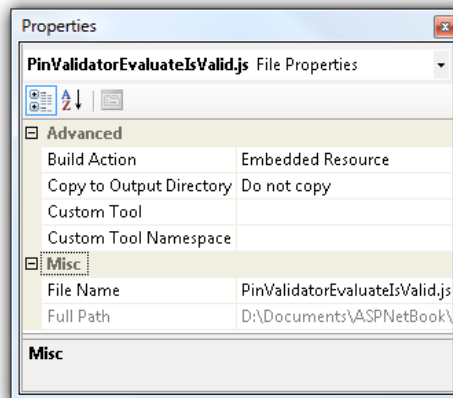 Properties
PinValidatorEvaluateIsValid.js File Properties
Advanced
Build Action Embedded Resource
Copy to Output Directory Do not copy
Custom Tool
Custom Tool Namespace
Misc
File Name PinValidatorEvaluateIsValid.js
Full Path D:\Documents\ASPNetBook\
Misc